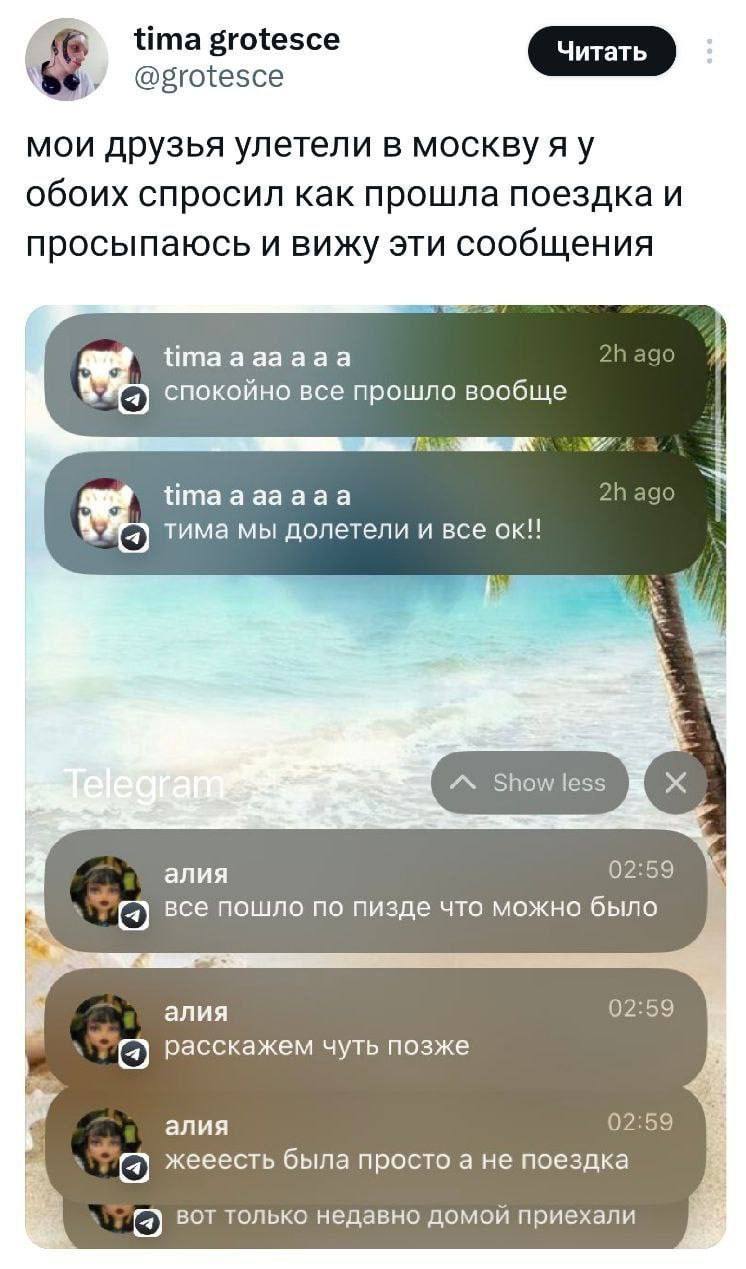 tima grotesce
@grotesce
Читать
мои друзья улетели в москву я у
обоих спросил как прошла поездка и
просыпаюсь и вижу эти сообщения
tima a aa a a a
2h ago
спокойно все прошло вообще
tima a aa a a a
2h ago
тима мы долетели и все ок!!
Telegram
Show less
алия
02:59
все пошло по пизде что можно было
алия
02:59
расскажем чуть позже
алия
02:59
жееесть была просто а не поездка
вот только недавно домой приехали